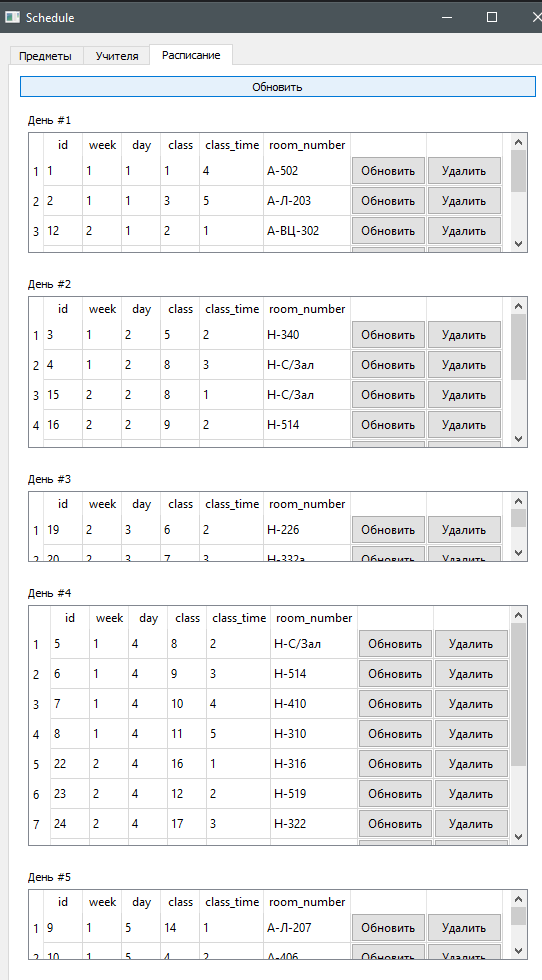 Schedule
Предметы Учителя Расписание
Обновить
День #1
id week day class class_time room_number
1 1 1 1 1 4 А-502 Обновить Удалить
2 2 1 1 3 5 А-Л-203 Обновить Удалить
3 12 2 1 2 1 А-ВЦ-302 Обновить Удалить
День #2
id week day class class_time room_number
1 3 1 2 5 2 Н-340 Обновить Удалить
2 4 1 2 8 3 Н-С/Зал Обновить Удалить
3 15 2 2 8 1 Н-С/Зал Обновить Удалить
4 16 2 2 9 2 Н-514 Обновить Удалить
День #3
id week day class class_time room_number
1 19 2 3 6 2 Н-226 Обновить Удалить
2 20 2 3 7 3 Н-332а Обновить Удалить
День #4
id week day class class_time room_number
1 5 1 4 8 2 Н-С/Зал Обновить Удалить
2 6 1 4 9 3 Н-514 Обновить Удалить
3 7 1 4 10 4 Н-410 Обновить Удалить
4 8 1 4 11 5 Н-310 Обновить Удалить
5 22 2 4 16 1 Н-316 Обновить Удалить
6 23 2 4 12 2 Н-519 Обновить Удалить
7 24 2 4 17 3 Н-322 Обновить Удалить
День #5
id week day class class_time room_number
1 9 1 5 14 1 А-Л-207 Обновить Удалить
2 10 1 5 4 2 А-406 Обновить Удалить